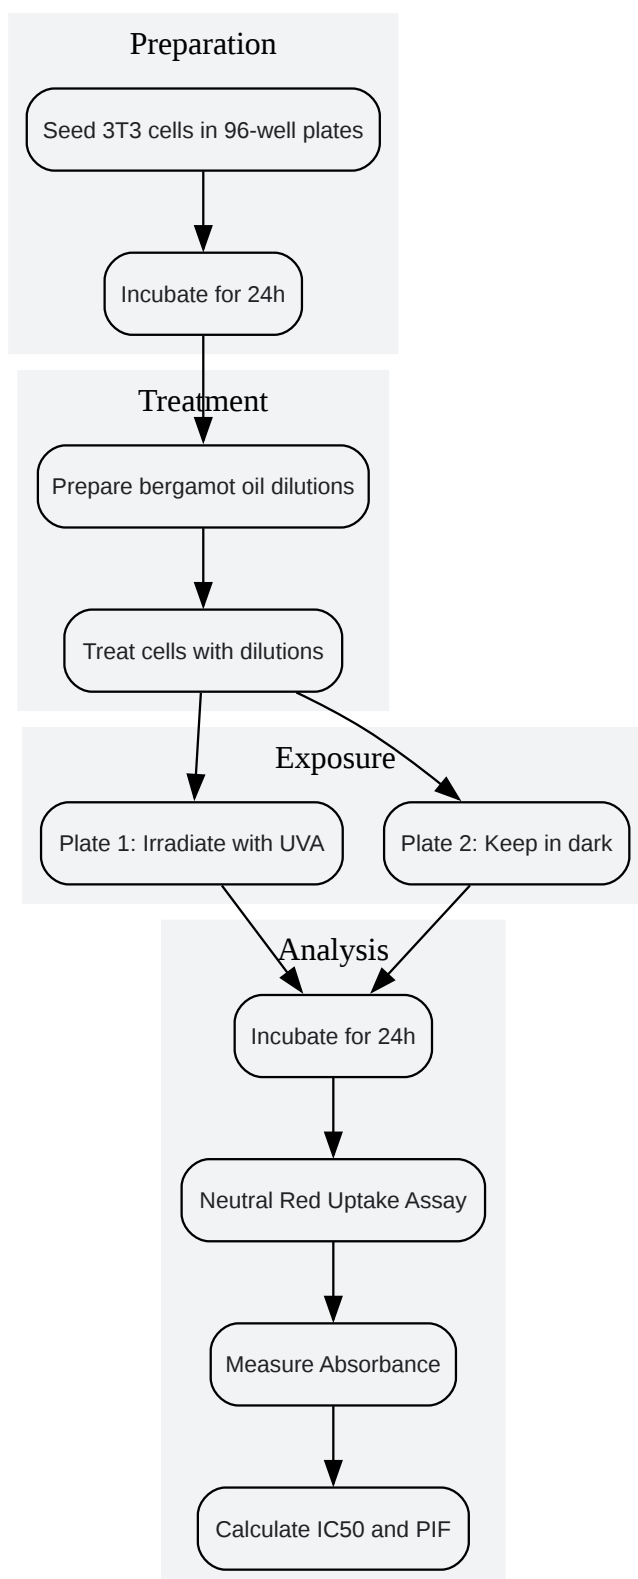 Preparation
Seed 3T3 cells in 96-well plates
Incubate for 24h
Treatment
Prepare bergamot oil dilutions
Treat cells with dilutions
Exposure
Plate 1: Irradiate with UVA
Plate 2: Keep in dark
Analysis
Incubate for 24h
Neutral Red Uptake Assay
Measure Absorbance
Calculate IC50 and PIF